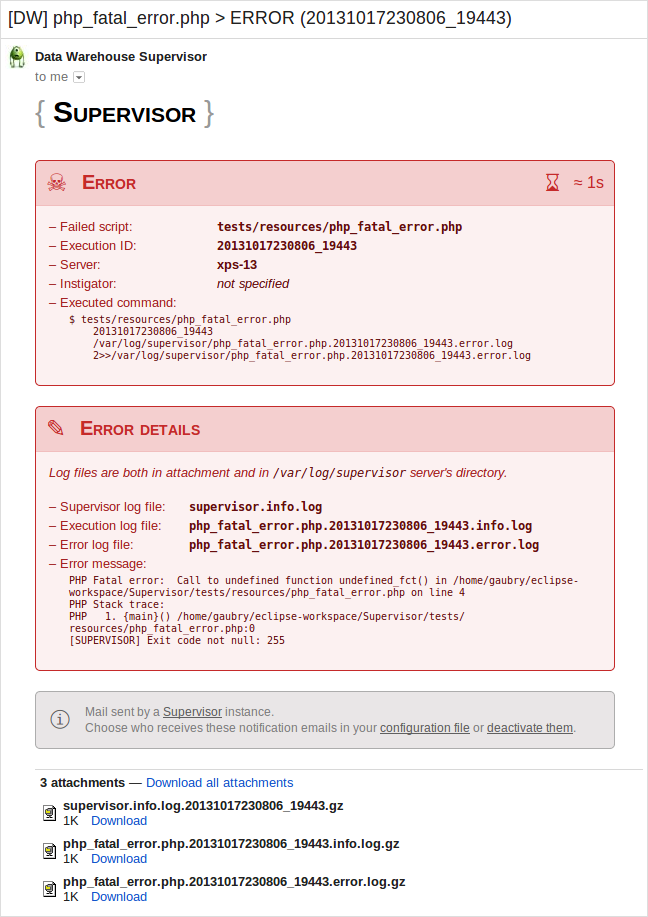 [DW] php_fatal_error.php > ERROR (20131017230806_19443)
Data Warehouse Supervisor
to me
{ SUPERVISOR }
ERROR ≈ 1s
– Failed script: tests/resources/php_fatal_error.php
– Execution ID: 20131017230806_19443
– Server: xps-13
– Instigator: not specified
– Executed command:
$ tests/resources/php_fatal_error.php
20131017230806_19443
/var/log/supervisor/php_fatal_error.php.20131017230806_19443.error.log
2>>/var/log/supervisor/php_fatal_error.php.20131017230806_19443.error.log
ERROR DETAILS
Log files are both in attachment and in /var/log/supervisor server's directory.
– Supervisor log file: supervisor.info.log
– Execution log file: php_fatal_error.php.20131017230806_19443.info.log
– Error log file: php_fatal_error.php.20131017230806_19443.error.log
– Error message:
PHP Fatal error:  Call to undefined function undefined_fct() in /home/gaubry/eclipse-
workspace/Supervisor/tests/resources/php_fatal_error.php on line 4
PHP Stack trace:
PHP   1. {main}() /home/gaubry/eclipse-workspace/Supervisor/tests/
resources/php_fatal_error.php:0
[SUPERVISOR] Exit code not null: 255
Mail sent by a Supervisor instance.
Choose who receives these notification emails in your configuration file or deactivate them.
3 attachments — Download all attachments
supervisor.info.log.20131017230806_19443.gz
1K Download
php_fatal_error.php.20131017230806_19443.info.log.gz
1K Download
php_fatal_error.php.20131017230806_19443.error.log.gz
1K Download